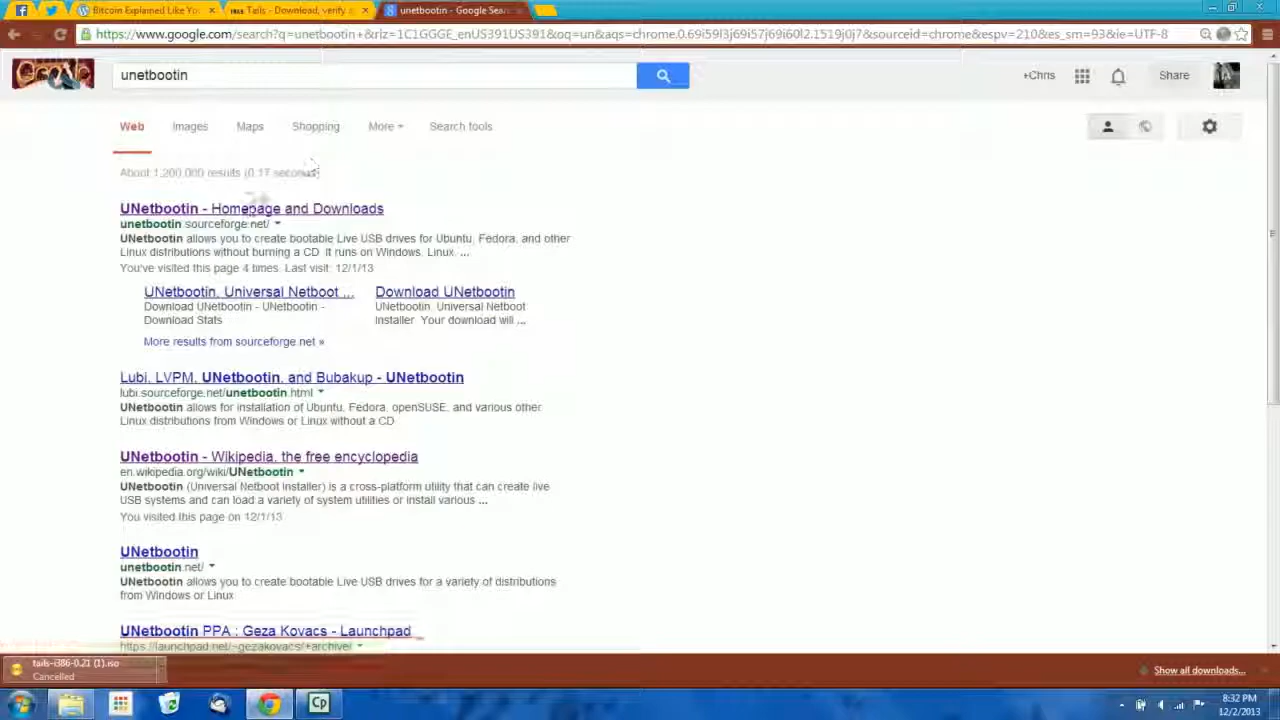 Bitcoin Explained Like You
Tails - Download, verify
unetbootin - Google Sear
https://www.google.com/search?q=unetbootin+&rlz=1C1GGGE_enUS391US391&oq=un&aqs=chrome.0.69i59l3j69i57j69i60l2.1519j0j7&sourceid=chrome&espv=210&es_sm=93&ie=UTF-8
Google
unetbootin
+Chris
Share
Web Images Maps Shopping More Search tools
About 1,200,000 results (0.17 seconds)
UNetbootin - Homepage and Downloads
unetbootin.sourceforge.net/
UNetbootin allows you to create bootable Live USB drives for Ubuntu, Fedora, and other
Linux distributions without burning a CD. It runs on Windows, Linux, ...
You've visited this page 4 times. Last visit: 12/1/13
UNetbootin, Universal Netboot ...
Download UNetbootin - UNetbootin -
Download Stats
Download UNetbootin
UNetbootin, Universal Netboot
Installer. Your download will ...
More results from sourceforge.net »
Lubi, LVPM, UNetbootin, and Bubakup - UNetbootin
lubi.sourceforge.net/unetbootin.html
UNetbootin allows for installation of Ubuntu, Fedora, openSUSE, and various other
Linux distributions from Windows or Linux without a CD
UNetbootin - Wikipedia, the free encyclopedia
en.wikipedia.org/wiki/UNetbootin
UNetbootin (Universal Netboot Installer) is a cross-platform utility that can create live
USB systems and can load a variety of system utilities or install various ...
You visited this page on 12/1/13.
UNetbootin
unetbootin.net/
UNetbootin allows you to create bootable Live USB drives for a variety of distributions
from Windows or Linux
UNetbootin PPA : Geza Kovacs - Launchpad
https://launchpad.net/~gezakovacs/+archive/
tails-i386-0.21 (1).iso
Cancelled
Show all downloads...
Cp
8:32 PM
12/2/2013